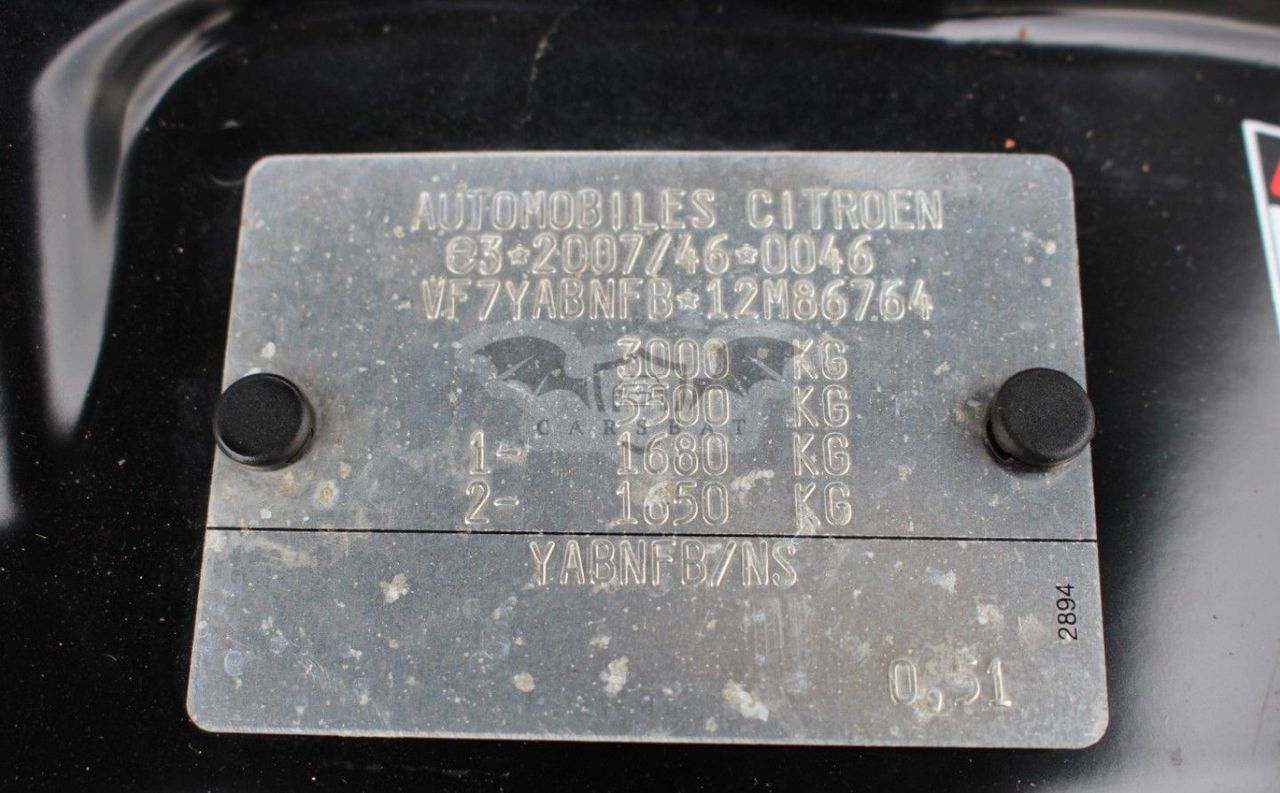 AUTOMOBILES CITROEN
e3*2007/46*0046
VF7YABNFB*12M86764
3000 KG
5500 KG
CARSBAT
1- 1680 KG
2- 1650 KG
YABNFB/NS
2894
0,51